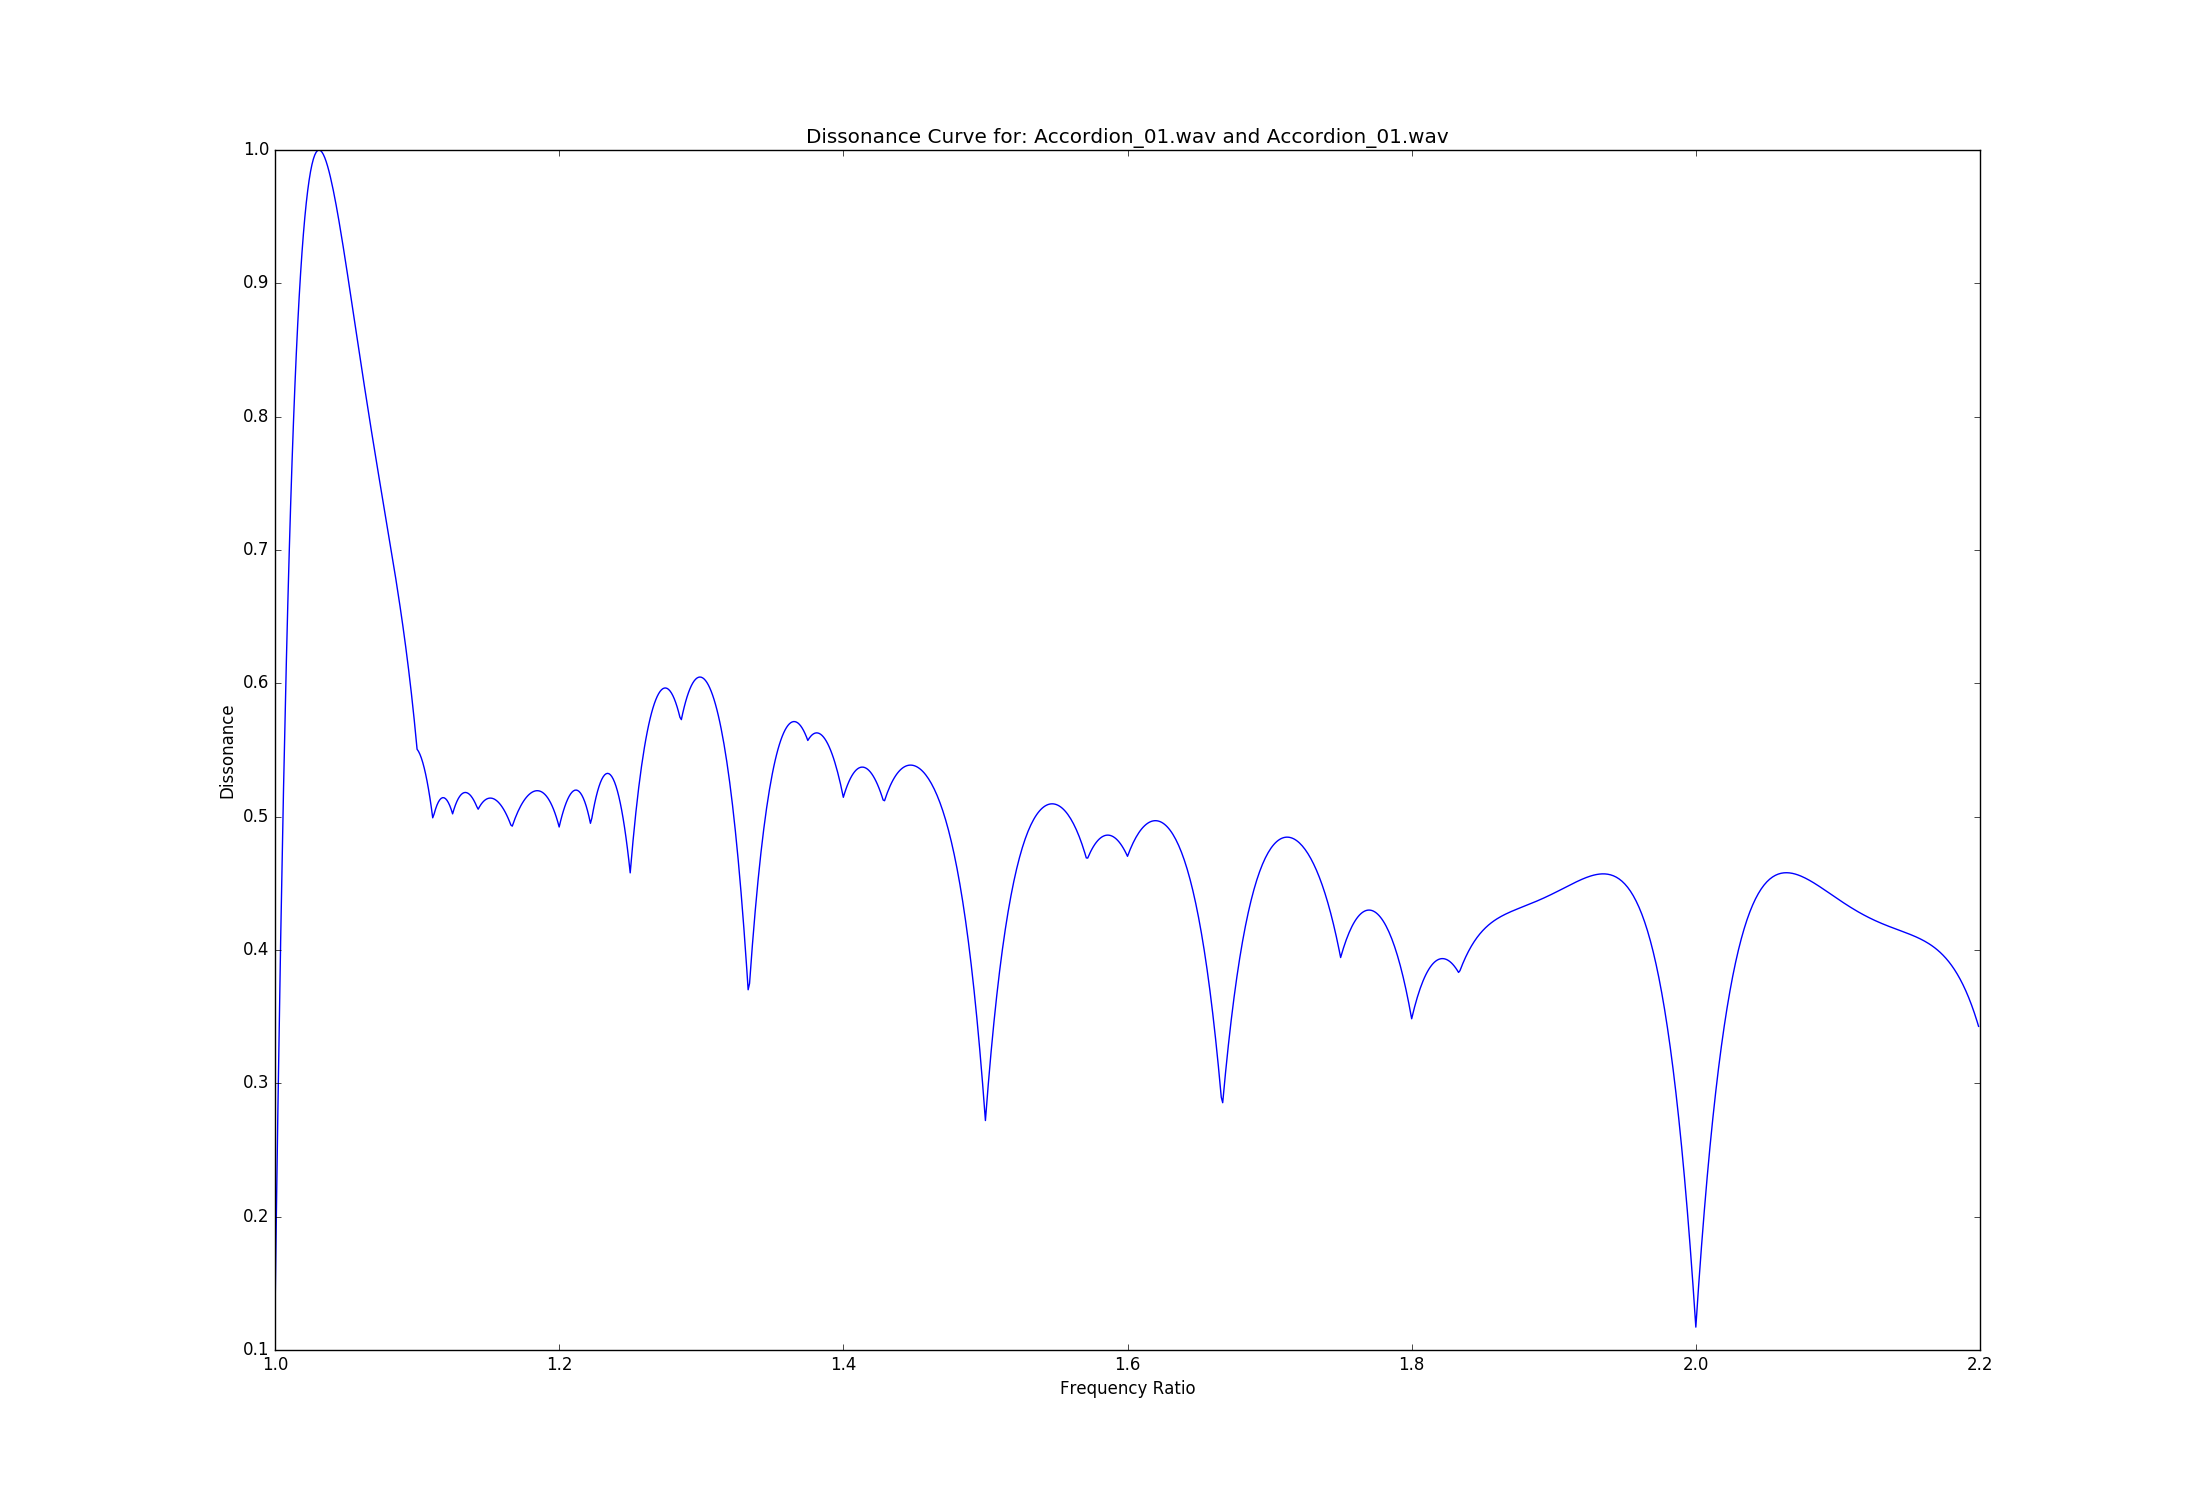 Dissonance Curve for: Accordion_01.wav and Accordion_01.wav
1.0
0.9
0.8
0.7
0.6
0.5
0.4
0.3
0.2
0.1
Dissonance
1.0 1.2 1.4 1.6 1.8 2.0 2.2
Frequency Ratio